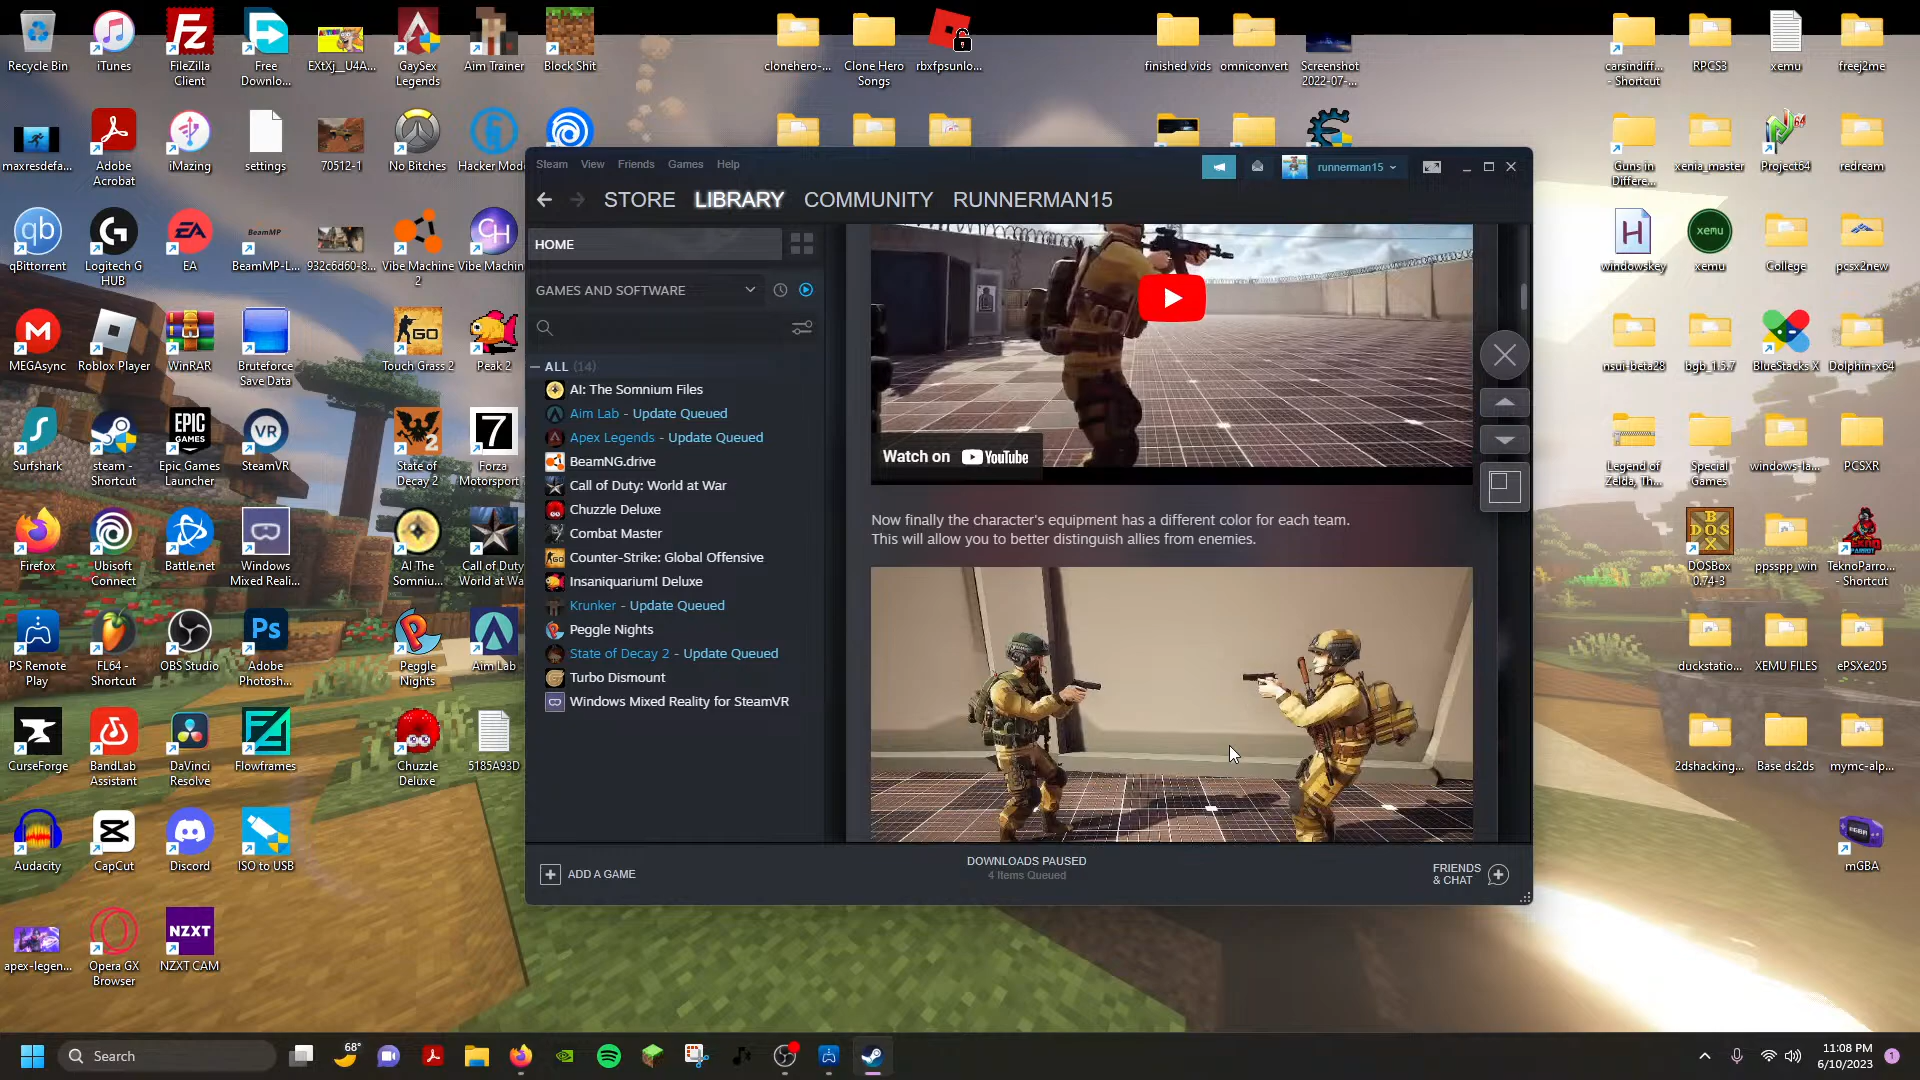 Recycle Bin
iTunes
FileZilla Client
Free Downlo...
EXtXj__U4A...
GaySex Legends
Aim Trainer
Block Shit
clonehero-...
Clone Hero Songs
rbxfpsunlo...
finished vids
omniconvert
Screenshot 2022-07-...
carsindiff... - Shortcut
RPCS3
xemu
freej2me
maxresdefa...
Adobe Acrobat
iMazing
settings
70512-1
No Bitches
Hacker Mod
Guns in Differe...
xenia_master
Project64
redream
qBittorrent
Logitech G HUB
EA
BeamMP
BeamMP-L...
932c6d60-8...
Vibe Machine 2
Vibe Machin
windowskey
xemu
College
pcsx2new
MEGAsync
Roblox Player
WinRAR
Bruteforce Save Data
Touch Grass 2
Peak 2
nsui-beta28
bgb_1.5.7
BlueStacks X
Dolphin-x64
Surfshark
steam - Shortcut
Epic Games Launcher
SteamVR
State of Decay 2
Forza Motorsport
Legend of Zelda, Th...
Special Games
windows-la...
PCSXR
Firefox
Ubisoft Connect
Battle.net
Windows Mixed Reali...
AI The Somniu...
Call of Duty World at Wa
DOSBox 0.74-3
ppsspp_win
TeknoParro... - Shortcut
PS Remote Play
FL64 - Shortcut
OBS Studio
Adobe Photosh...
Peggle Nights
Aim Lab
duckstatio...
XEMU FILES
ePSXe205
CurseForge
BandLab Assistant
DaVinci Resolve
Flowframes
Chuzzle Deluxe
5185A93D
2dshacking...
Base ds2ds
mymc-alp...
Audacity
CapCut
Discord
ISO to USB
mGBA
apex-legen...
Opera GX Browser
NZXT
NZXT CAM
Steam View Friends Games Help
runnerman15
STORE LIBRARY COMMUNITY RUNNERMAN15
HOME
GAMES AND SOFTWARE
ALL (14)
AI: The Somnium Files
Aim Lab - Update Queued
Apex Legends - Update Queued
BeamNG.drive
Call of Duty: World at War
Chuzzle Deluxe
Combat Master
Counter-Strike: Global Offensive
Insaniquarium! Deluxe
Krunker - Update Queued
Peggle Nights
State of Decay 2 - Update Queued
Turbo Dismount
Windows Mixed Reality for SteamVR
Watch on YouTube
Now finally the character's equipment has a different color for each team.
This will allow you to better distinguish allies from enemies.
ADD A GAME
DOWNLOADS PAUSED
4 Items Queued
FRIENDS & CHAT
Search
68°
11:08 PM
6/10/2023
1